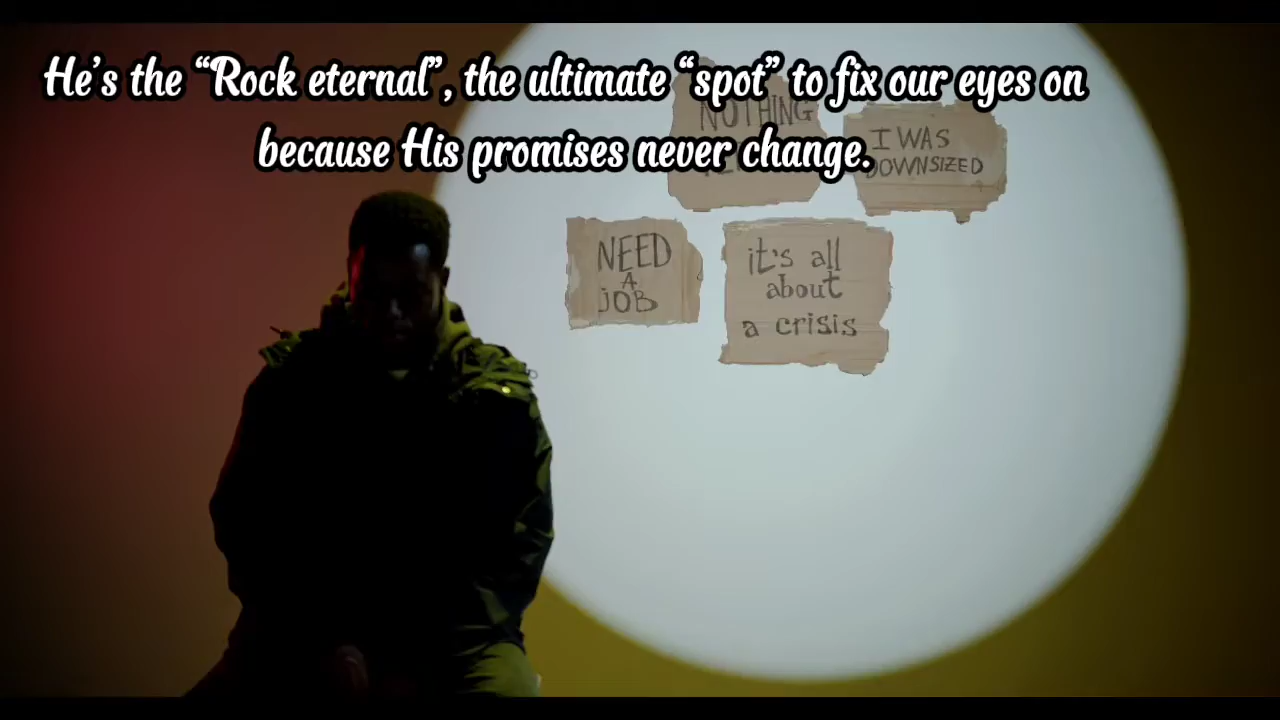 He's the “Rock eternal”, the ultimate “spot” to fix our eyes on
because His promises never change.
NOTHING
I WAS
DOWNSIZED
NEED
A
JOB
it's all
about
a crisis